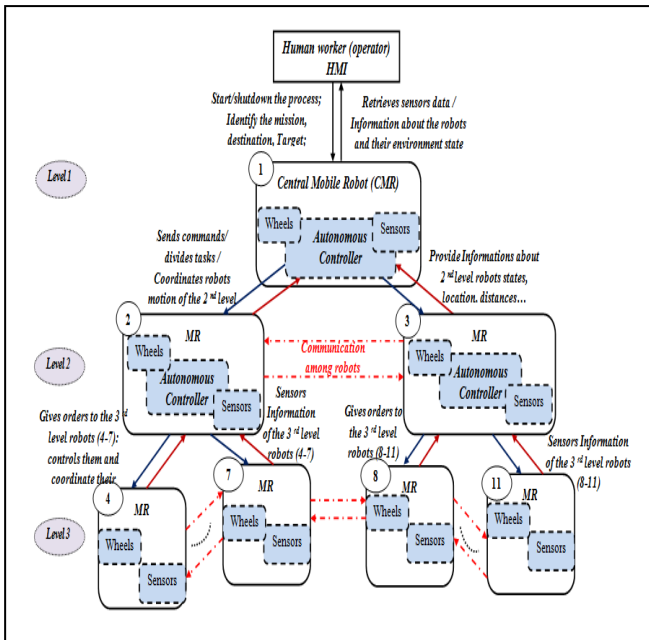 Human worker (operator)
HMI
Start/shutdown the process;
Identify the mission,
destination, Target;
Retrieves sensors data /
Information about the robots
and their environment state
Level 1
1
Central Mobile Robot (CMR)
Wheels
Sensors
Autonomous
Controller
Sends commands/
divides tasks /
Coordinates robots
motion of the 2nd level
Provide Informations about
2nd level robots states,
location. distances…
Level 2
2
MR
Wheels
Autonomous
Controller
Sensors
Communication
among robots
3
MR
Wheels
Autonomous
Controller
Sensors
Gives orders to the 3rd
level robots (4-7):
controls them and
coordinate their
Sensors
Information
of the 3rd level
robots (4-7)
Gives orders to
the 3rd level
robots (8-11)
Sensors Information
of the 3rd level robots
(8-11)
Level 3
4
MR
Wheels
Sensors
7
MR
Wheels
Sensors
8
MR
Wheels
Sensors
11
MR
Wheels
Sensors